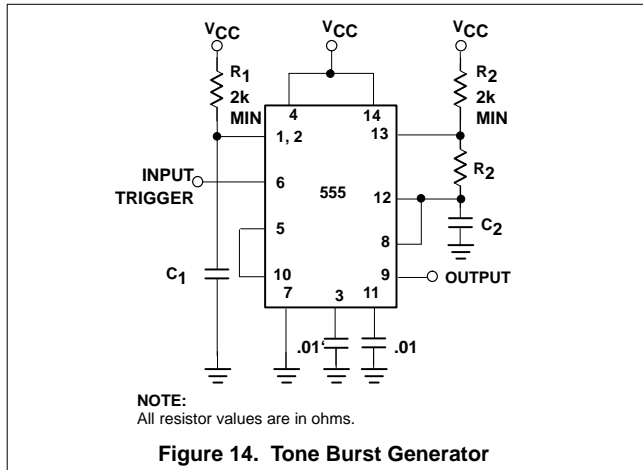 VCC VCC VCC
R1 R2
2k 2k
MIN MIN
4 14
1, 2 13
R2
INPUT
TRIGGER
6 555 12
5 8 C2
C1 10 9 OUTPUT
7 3 11
.01‘ .01
NOTE:
All resistor values are in ohms.
Figure 14. Tone Burst Generator